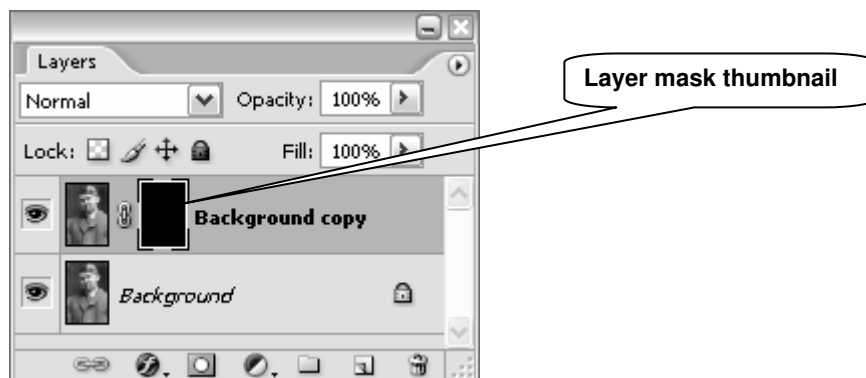 Layers
Layer mask thumbnail
Normal Opacity: 100%
Lock: Fill: 100%
Background copy
Background